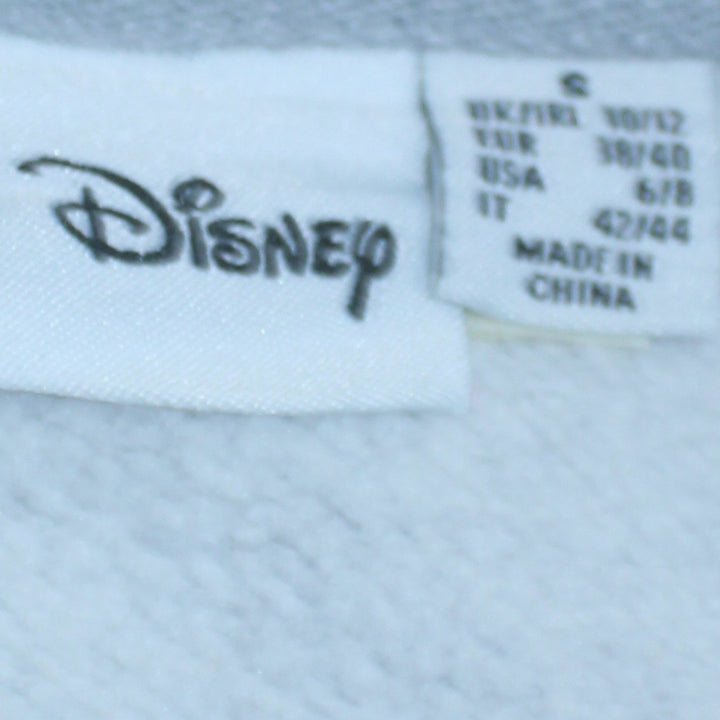 Disney
S
UK/IRL 10/12
EUR 38/40
USA 6/8
IT 42/44
MADE IN
CHINA